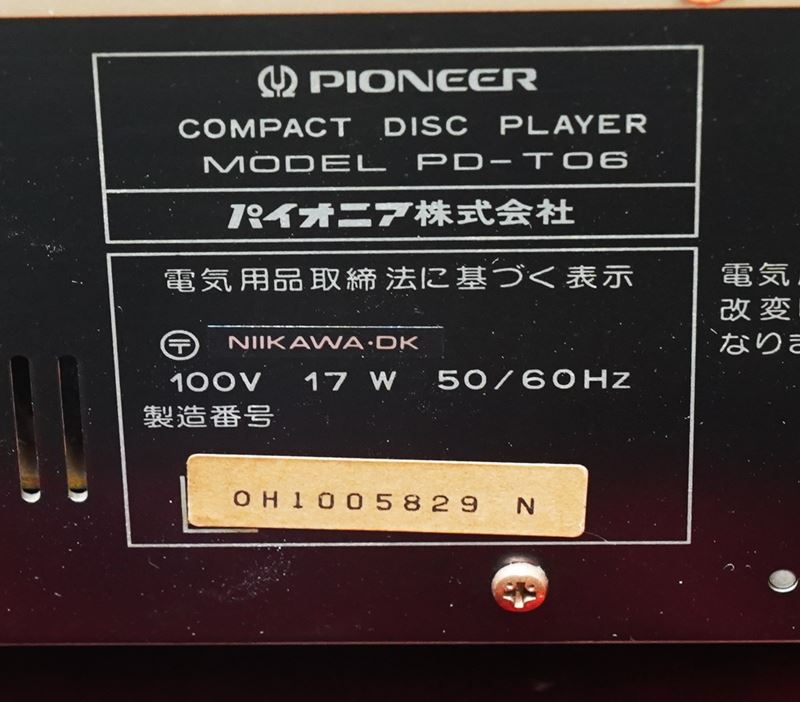 PIONEER
COMPACT DISC PLAYER
MODEL PD-T06
パイオニア株式会社
電気用品取締法に基づく表示
〒 NIIKAWA・DK
100V 17 W 50/60Hz
製造番号
OH1005829 N
電気
改変
なりま